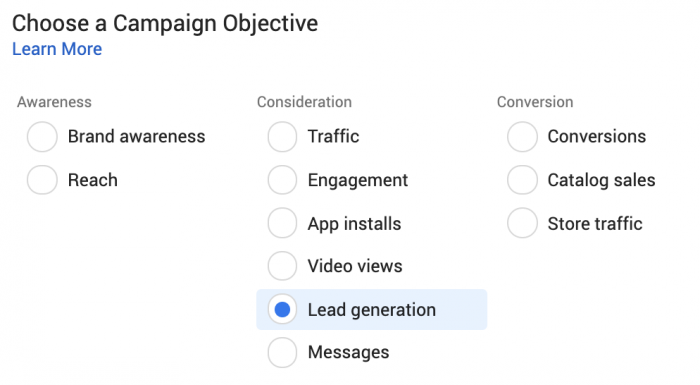 Choose a Campaign Objective
Learn More
Awareness
Brand awareness
Reach
Consideration
Traffic
Engagement
App installs
Video views
Lead generation
Messages
Conversion
Conversions
Catalog sales
Store traffic